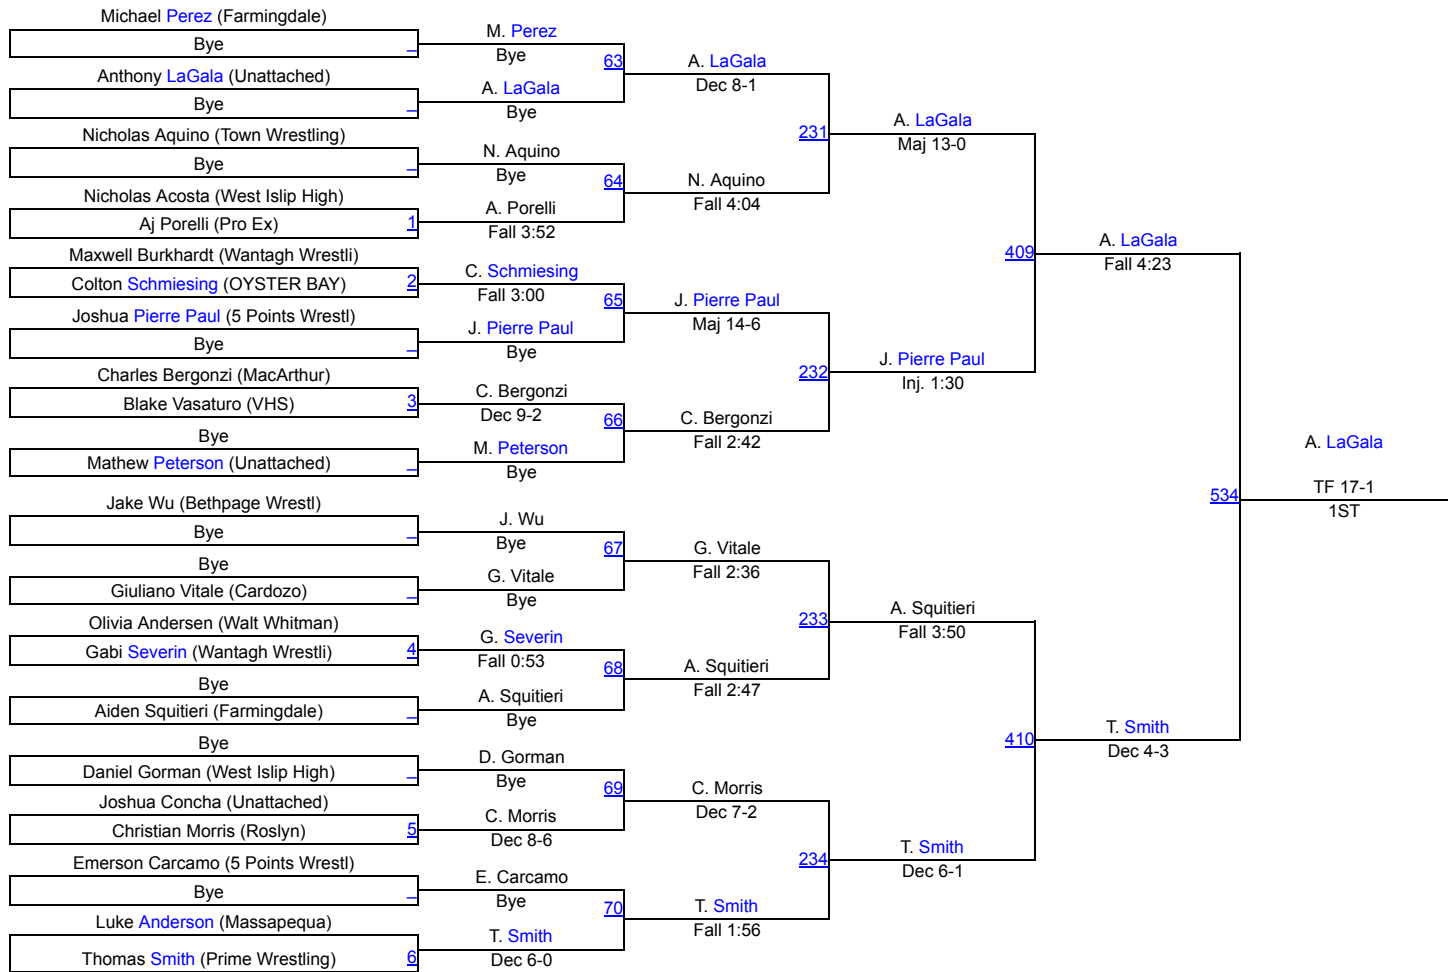 Michael Perez (Farmingdale)
Bye _
Anthony LaGala (Unattached)
Bye _
Nicholas Aquino (Town Wrestling)
Bye _
Nicholas Acosta (West Islip High)
Aj Porelli (Pro Ex) 1
Maxwell Burkhardt (Wantagh Wrestli)
Colton Schmiesing (OYSTER BAY) 2
Joshua Pierre Paul (5 Points Wrestl)
Bye _
Charles Bergonzi (MacArthur)
Blake Vasaturo (VHS) 3
Bye
Mathew Peterson (Unattached) _
Jake Wu (Bethpage Wrestl)
Bye _
Bye
Giuliano Vitale (Cardozo) _
Olivia Andersen (Walt Whitman)
Gabi Severin (Wantagh Wrestli) 4
Bye
Aiden Squitieri (Farmingdale) _
Bye
Daniel Gorman (West Islip High) _
Joshua Concha (Unattached)
Christian Morris (Roslyn) 5
Emerson Carcamo (5 Points Wrestl)
Bye _
Luke Anderson (Massapequa)
Thomas Smith (Prime Wrestling) 6
M. Perez
Bye
63
A. LaGala
Bye
N. Aquino
Bye
64
A. Porelli
Fall 3:52
C. Schmiesing
Fall 3:00
65
J. Pierre Paul
Bye
C. Bergonzi
Dec 9-2
66
M. Peterson
Bye
J. Wu
Bye
67
G. Vitale
Bye
G. Severin
Fall 0:53
68
A. Squitieri
Bye
D. Gorman
Bye
69
C. Morris
Dec 8-6
E. Carcamo
Bye
70
T. Smith
Dec 6-0
A. LaGala
Dec 8-1
231
N. Aquino
Fall 4:04
J. Pierre Paul
Maj 14-6
232
C. Bergonzi
Fall 2:42
G. Vitale
Fall 2:36
233
A. Squitieri
Fall 2:47
C. Morris
Dec 7-2
234
T. Smith
Fall 1:56
A. LaGala
Maj 13-0
409
J. Pierre Paul
Inj. 1:30
A. Squitieri
Fall 3:50
410
T. Smith
Dec 6-1
A. LaGala
Fall 4:23
534
T. Smith
Dec 4-3
A. LaGala
TF 17-1
1ST